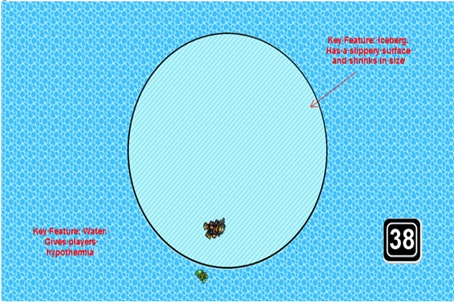 Key Feature: Iceberg.
Has a slippery surface
and shrinks in size
Key Feature: Water.
Gives players
hypothermia
38